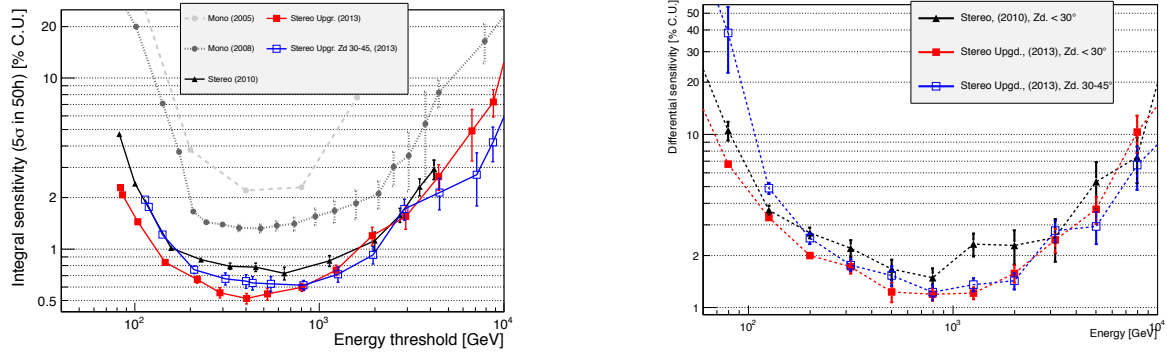 Integral sensitivity (5σ in 50h) [% C.U.]
Mono (2005)
Mono (2008)
Stereo (2010)
Stereo Upgr. (2013)
Stereo Upgr. Zd 30-45, (2013)
10
2
1
0.5
10²
10³
10⁴
Energy threshold [GeV]
Differential sensitivity [% C.U.]
Stereo, (2010), Zd. < 30°
Stereo Upgd., (2013), Zd. < 30°
Stereo Upgd., (2013), Zd. 30-45°
50
40
30
20
10
5
4
3
2
1
10²
10³
10⁴
Energy [GeV]